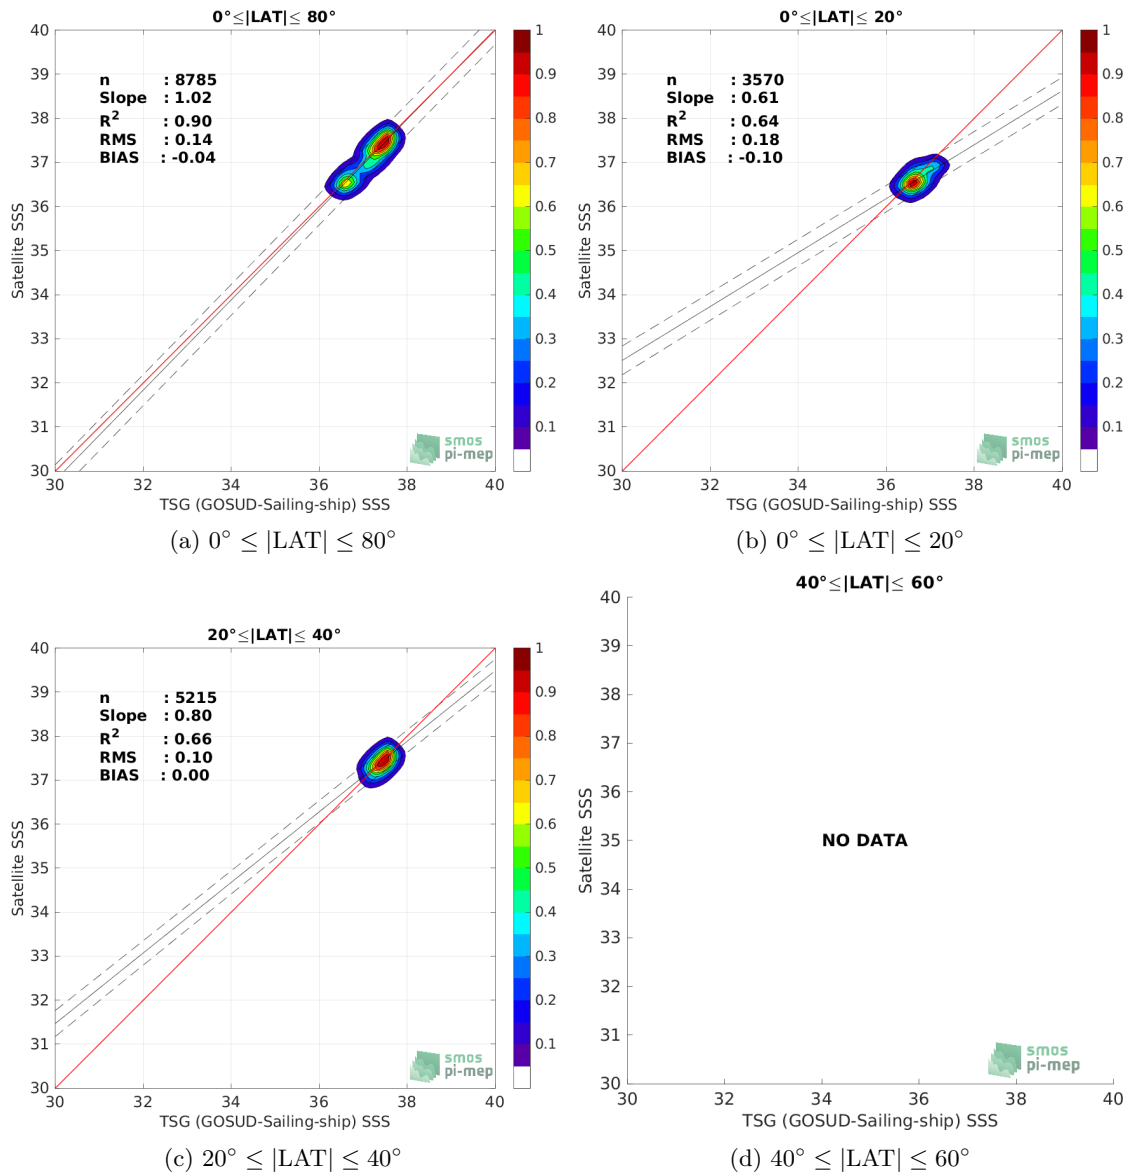 0°≤|LAT|≤ 80°
40
39
38
37
36
35
34
33
32
31
30
Satellite SSS
n : 8785
Slope : 1.02
R² : 0.90
RMS : 0.14
BIAS : -0.04
smos
pi-mep
30 32 34 36 38 40
TSG (GOSUD-Sailing-ship) SSS
1
0.9
0.8
0.7
0.6
0.5
0.4
0.3
0.2
0.1
(a) 0° ≤ |LAT| ≤ 80°
0°≤|LAT|≤ 20°
40
39
38
37
36
35
34
33
32
31
30
Satellite SSS
n : 3570
Slope : 0.61
R² : 0.64
RMS : 0.18
BIAS : -0.10
smos
pi-mep
30 32 34 36 38 40
TSG (GOSUD-Sailing-ship) SSS
1
0.9
0.8
0.7
0.6
0.5
0.4
0.3
0.2
0.1
(b) 0° ≤ |LAT| ≤ 20°
20°≤|LAT|≤ 40°
40
39
38
37
36
35
34
33
32
31
30
Satellite SSS
n : 5215
Slope : 0.80
R² : 0.66
RMS : 0.10
BIAS : 0.00
smos
pi-mep
30 32 34 36 38 40
TSG (GOSUD-Sailing-ship) SSS
1
0.9
0.8
0.7
0.6
0.5
0.4
0.3
0.2
0.1
(c) 20° ≤ |LAT| ≤ 40°
40°≤|LAT|≤ 60°
40
39
38
37
36
35
34
33
32
31
30
Satellite SSS
NO DATA
smos
pi-mep
30 32 34 36 38 40
TSG (GOSUD-Sailing-ship) SSS
(d) 40° ≤ |LAT| ≤ 60°